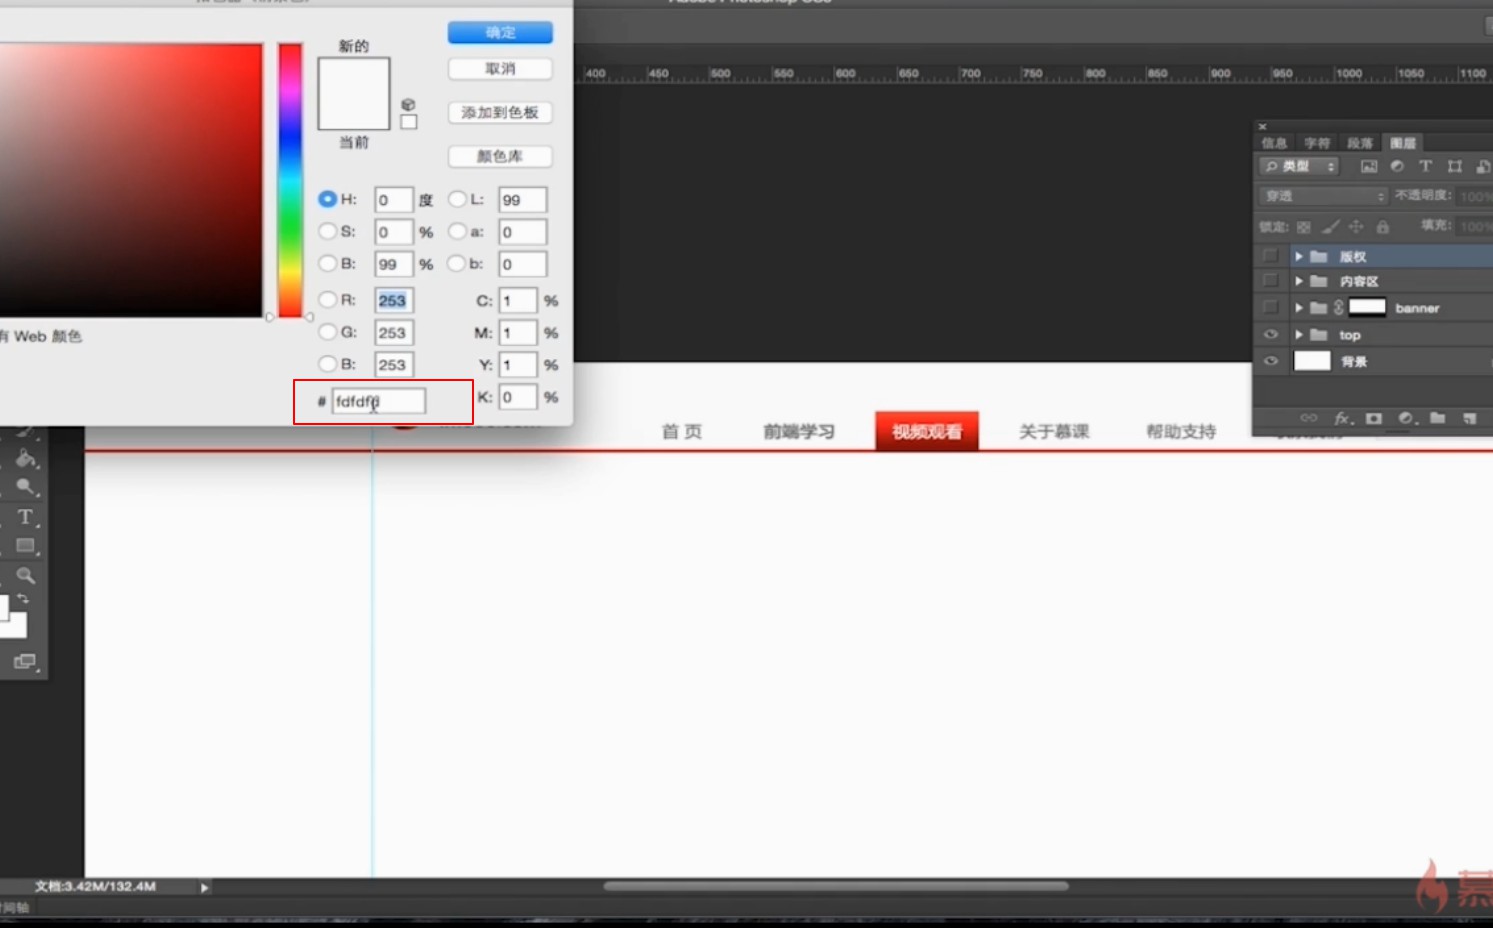 新的
确定
取消
添加到色板
当前
颜色库
H: 0 度 L: 99
S: 0 % a: 0
B: 99 % b: 0
R: 253 C: 1 %
G: 253 M: 1 %
B: 253 Y: 1 %
# fdfdfd K: 0 %
有 Web 颜色
400 450 500 550 600 650 700 750 800 850 900 950 1000 1050 1100
信息 字符 段落 图层
类型
穿透 不透明度: 100%
锁定: 填充: 100%
版权
内容区
banner
top
背景
fx.
首 页 前端学习 视频观看 关于慕课 帮助支持
T
文档:3.42M/132.4M
时间轴
慕